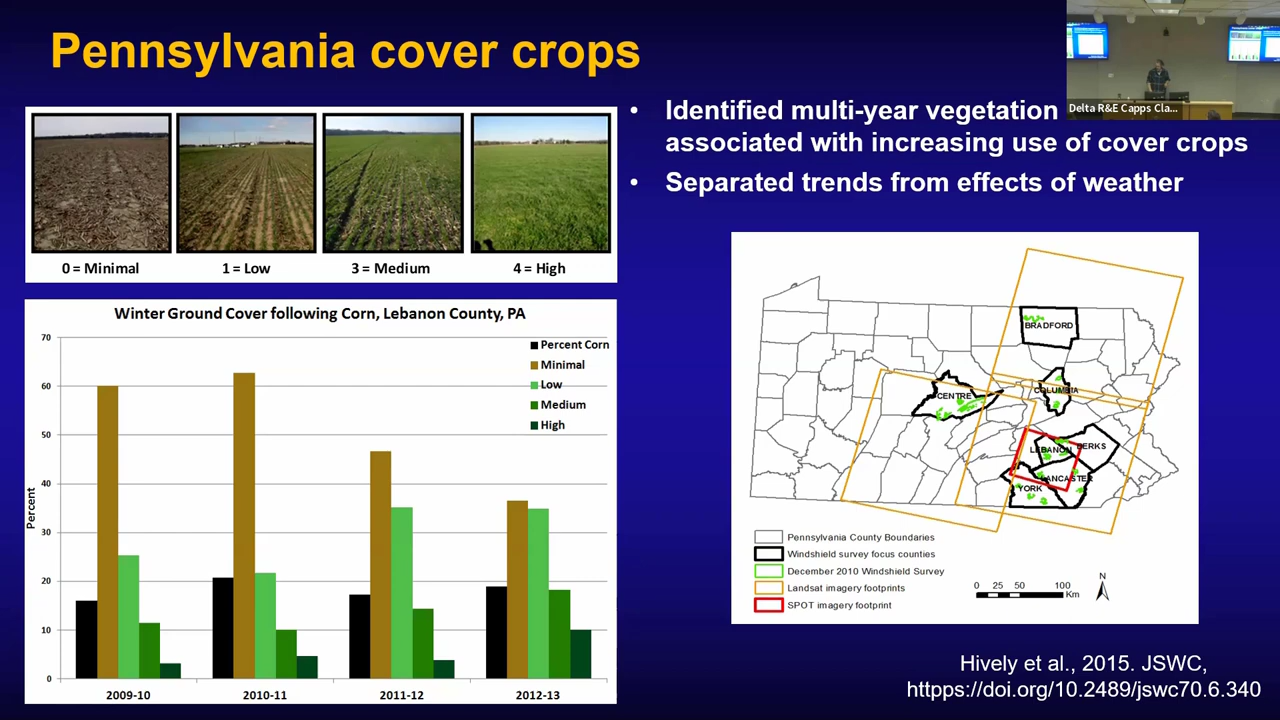 Pennsylvania cover crops
Delta R&E Capps Cla...
• Identified multi-year vegetation
associated with increasing use of cover crops
• Separated trends from effects of weather
0 = Minimal
1 = Low
3 = Medium
4 = High
Winter Ground Cover following Corn, Lebanon County, PA
Percent Corn
Minimal
Low
Medium
High
Percent
70
60
50
40
30
20
10
0
2009-10
2010-11
2011-12
2012-13
BRADFORD
COLUMBIA
CENTRE
LEBANON
BERKS
LANCASTER
YORK
Pennsylvania County Boundaries
Windshield survey focus counties
December 2010 Windshield Survey
Landsat imagery footprints
SPOT imagery footprint
0 25 50 100
Km
N
Hively et al., 2015. JSWC,
httpps://doi.org/10.2489/jswc70.6.340